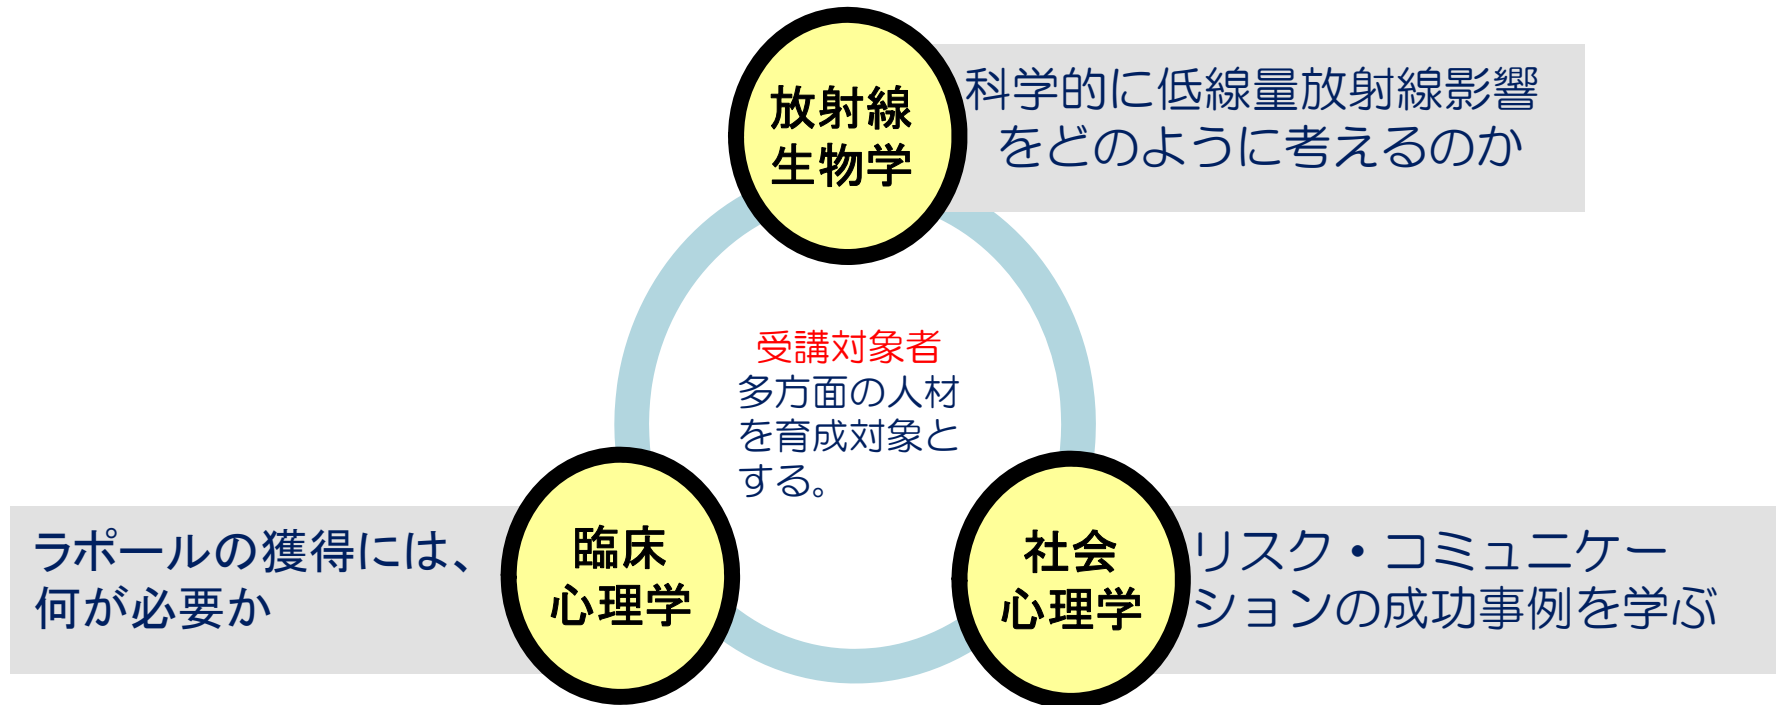 放射線
生物学
科学的に低線量放射線影響
をどのように考えるのか
受講対象者
多方面の人材
を育成対象と
する。
臨床
心理学
ラポールの獲得には、
何が必要か
社会
心理学
リスク・コミュニケー
ションの成功事例を学ぶ